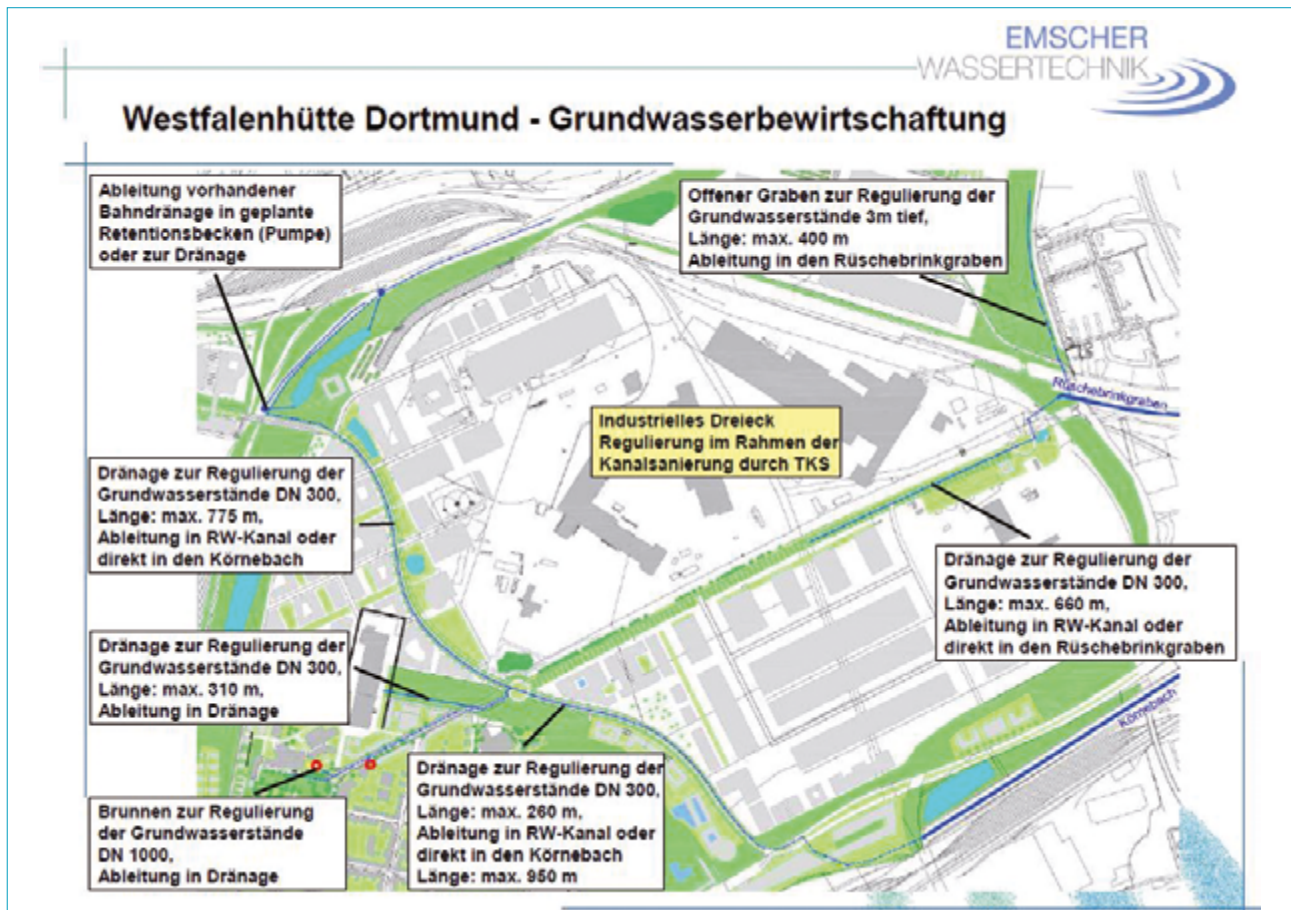 EMSCHER
WASSERTECHNIK
Westfalenhütte Dortmund - Grundwasserbewirtschaftung
Ableitung vorhandener
Bahndränage in geplante
Retentionsbecken (Pumpe)
oder zur Dränage
Offener Graben zur Regulierung der
Grundwasserstände 3m tief,
Länge: max. 400 m
Ableitung in den Rüschebrinkgraben
Rüschebrinkgraben
Industrielles Dreieck
Regulierung im Rahmen der
Kanalsanierung durch TKS
Dränage zur Regulierung der
Grundwasserstände DN 300,
Länge: max. 775 m,
Ableitung in RW-Kanal oder
direkt in den Körnebach
Dränage zur Regulierung der
Grundwasserstände DN 300,
Länge: max. 660 m,
Ableitung in RW-Kanal oder
direkt in den Rüschebrinkgraben
Dränage zur Regulierung der
Grundwasserstände DN 300,
Länge: max. 310 m,
Ableitung in Dränage
Körnebach
Dränage zur Regulierung der
Grundwasserstände DN 300,
Länge: max. 260 m,
Ableitung in RW-Kanal oder
direkt in den Körnebach
Länge: max. 950 m
Brunnen zur Regulierung
der Grundwasserstände
DN 1000,
Ableitung in Dränage